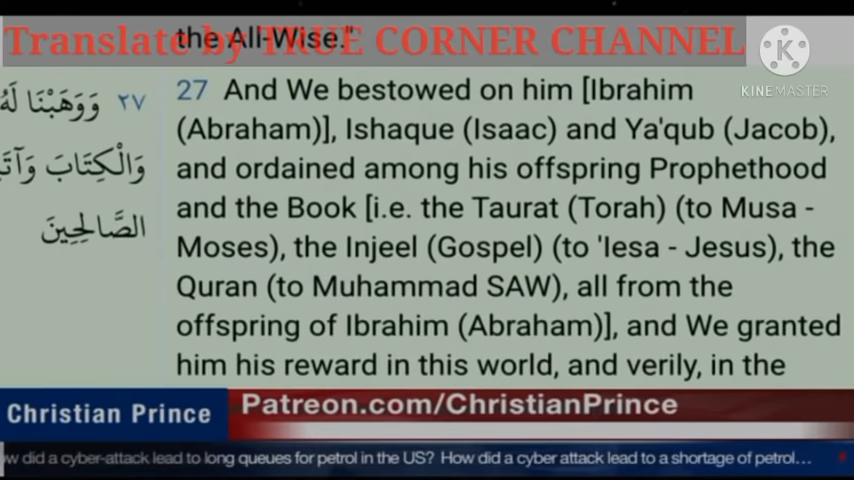 the All-Wise."
Translate by TRUE CORNER CHANNEL
K
KINEMASTER
٢٧ وَوَهَبْنَا لَهُ
وَالْكِتَابَ
الصَّالِحِينَ
27 And We bestowed on him [Ibrahim
(Abraham)], Ishaque (Isaac) and Ya'qub (Jacob),
and ordained among his offspring Prophethood
and the Book [i.e. the Taurat (Torah) (to Musa -
Moses), the Injeel (Gospel) (to 'Iesa - Jesus), the
Quran (to Muhammad SAW), all from the
offspring of Ibrahim (Abraham)], and We granted
him his reward in this world, and verily, in the
Christian Prince
Patreon.com/ChristianPrince
ow did a cyber-attack lead to long queues for petrol in the US? How did a cyber attack lead to a shortage of petrol...